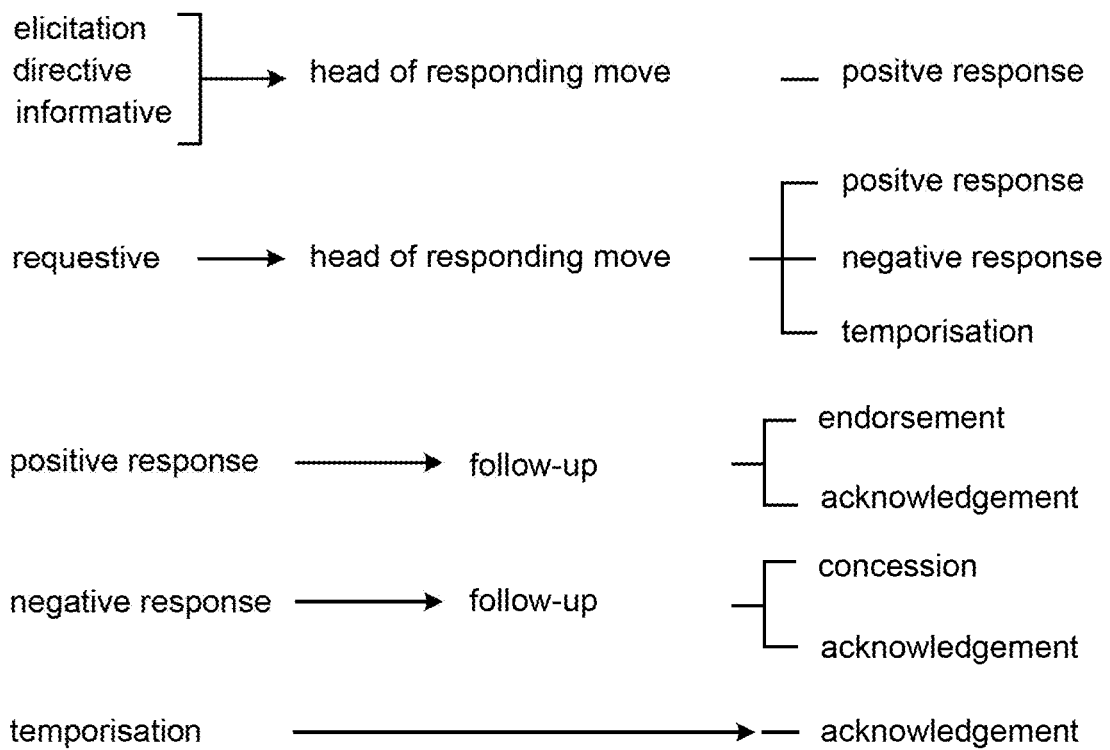 elicitation
directive
informative
head of responding move
positve response
requestive
head of responding move
positve response
negative response
temporisation
positive response
follow-up
endorsement
acknowledgement
negative response
follow-up
concession
acknowledgement
temporisation
acknowledgement